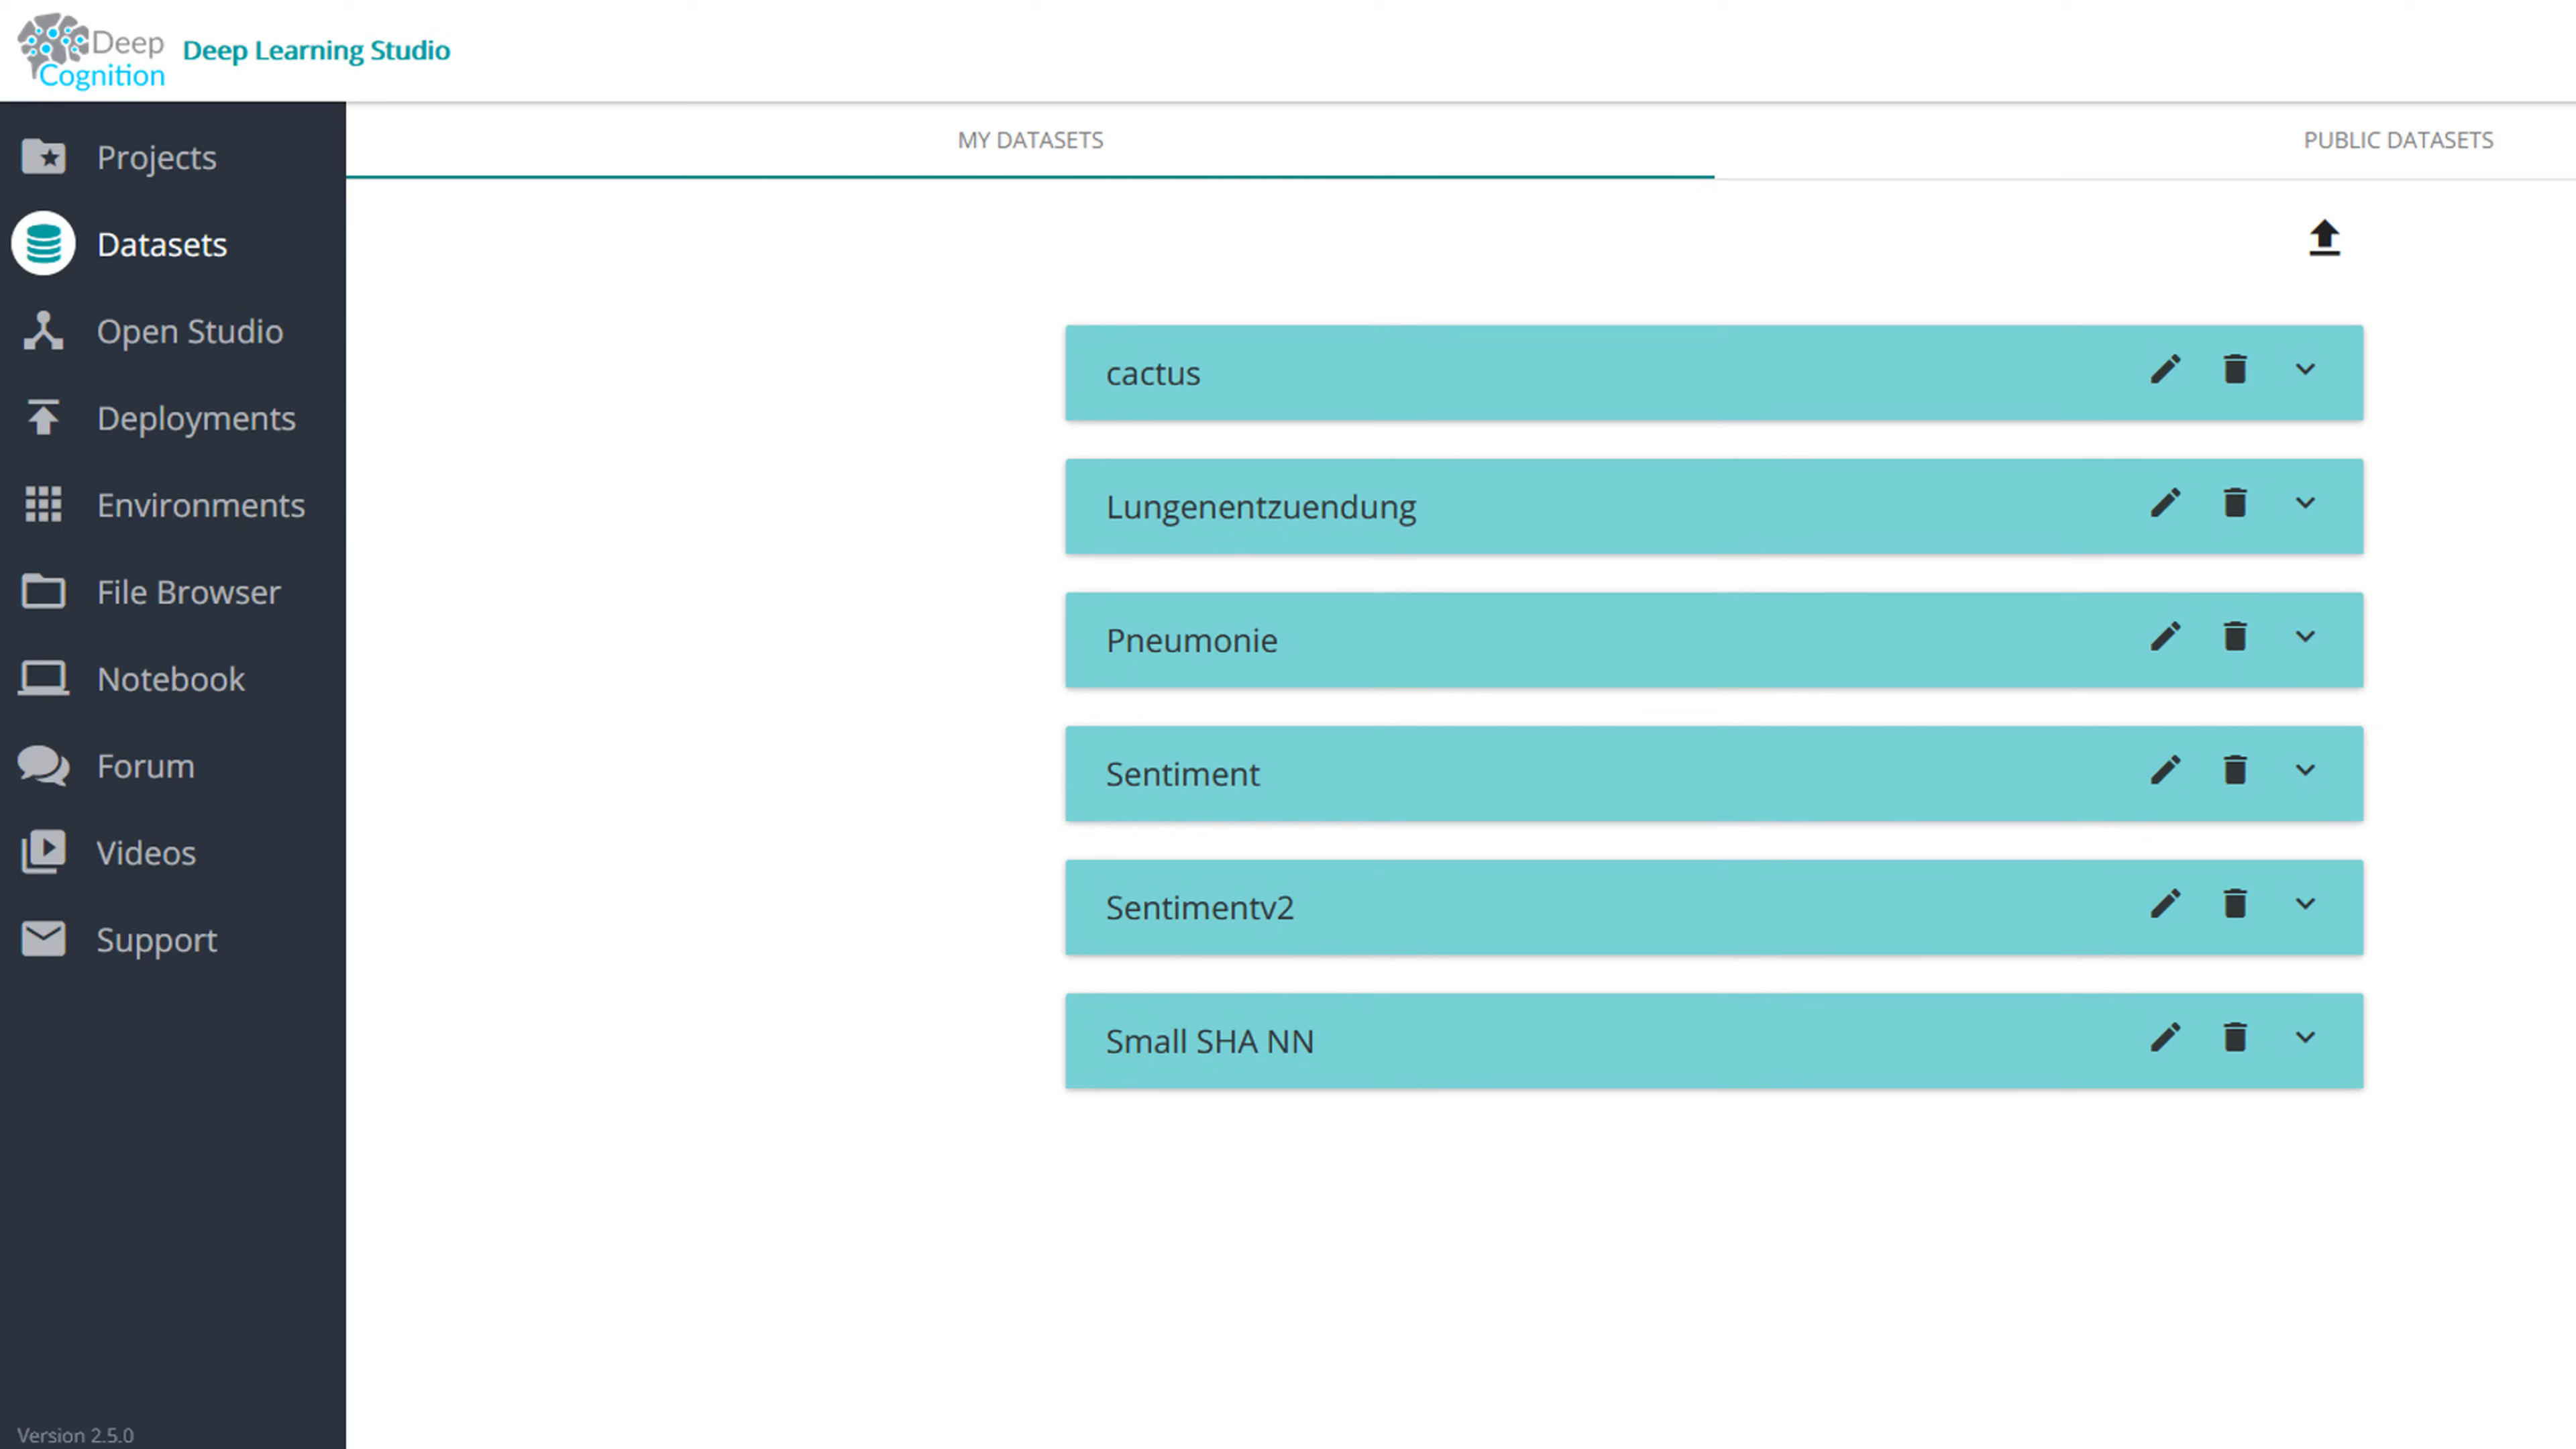 Deep
Cognition
Deep Learning Studio
Projects
Datasets
Open Studio
Deployments
Environments
File Browser
Notebook
Forum
Videos
Support
Version 2.5.0
MY DATASETS
PUBLIC DATASETS
cactus
Lungenentzuendung
Pneumonie
Sentiment
Sentimentv2
Small SHA NN